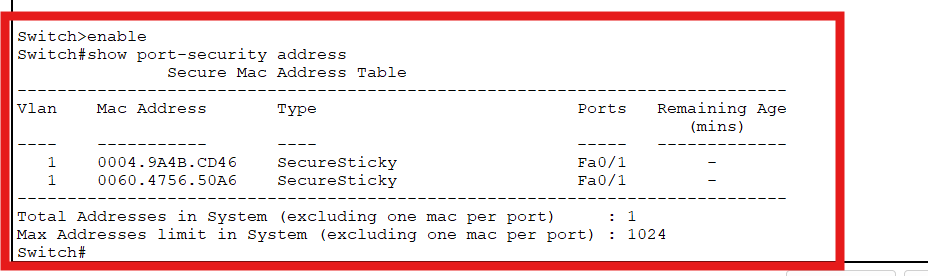 Switch>enable
Switch#show port-security address
Secure Mac Address Table
-----------------------------------------------------------------------------
Vlan Mac Address Type Ports Remaining Age
(mins)
---- ----------- ---- ----- -------------
1 0004.9A4B.CD46 SecureSticky Fa0/1 -
1 0060.4756.50A6 SecureSticky Fa0/1 -
-----------------------------------------------------------------------------
Total Addresses in System (excluding one mac per port) : 1
Max Addresses limit in System (excluding one mac per port) : 1024
Switch#